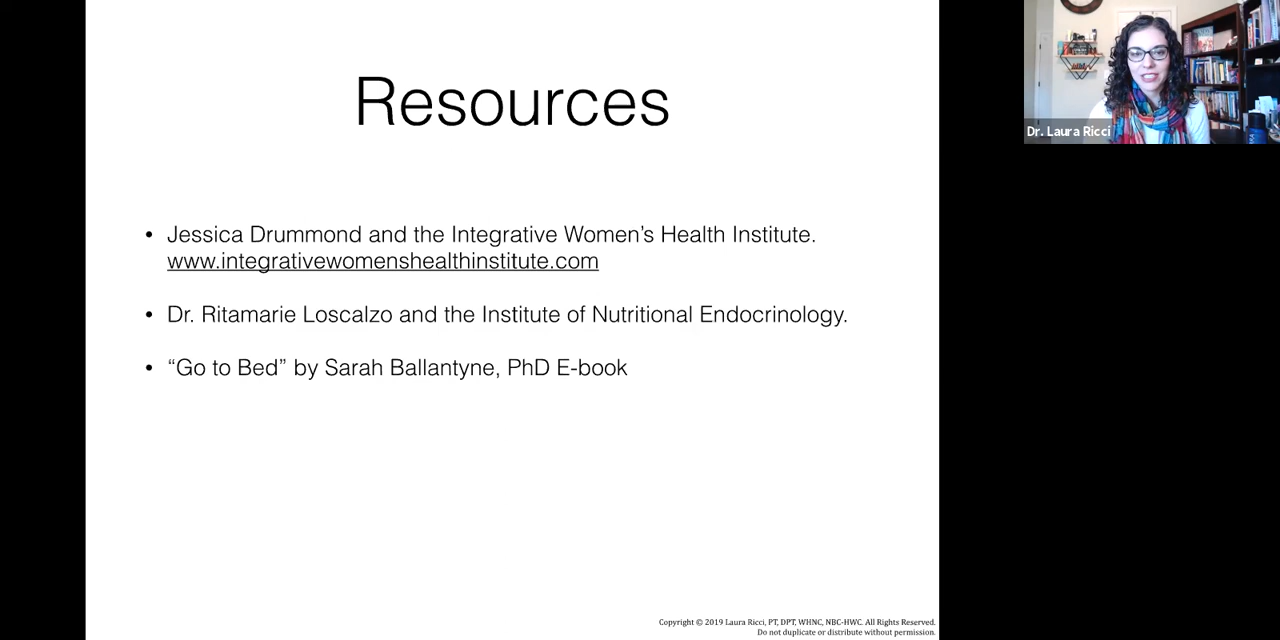 Resources
• Jessica Drummond and the Integrative Women’s Health Institute.
www.integrativewomenshealthinstitute.com
• Dr. Ritamarie Loscalzo and the Institute of Nutritional Endocrinology.
• “Go to Bed” by Sarah Ballantyne, PhD E-book
Dr. Laura Ricci
Copyright © 2019 Laura Ricci, PT, DPT, WHNC, NBC-HWC. All Rights Reserved.
Do not duplicate or distribute without permission.